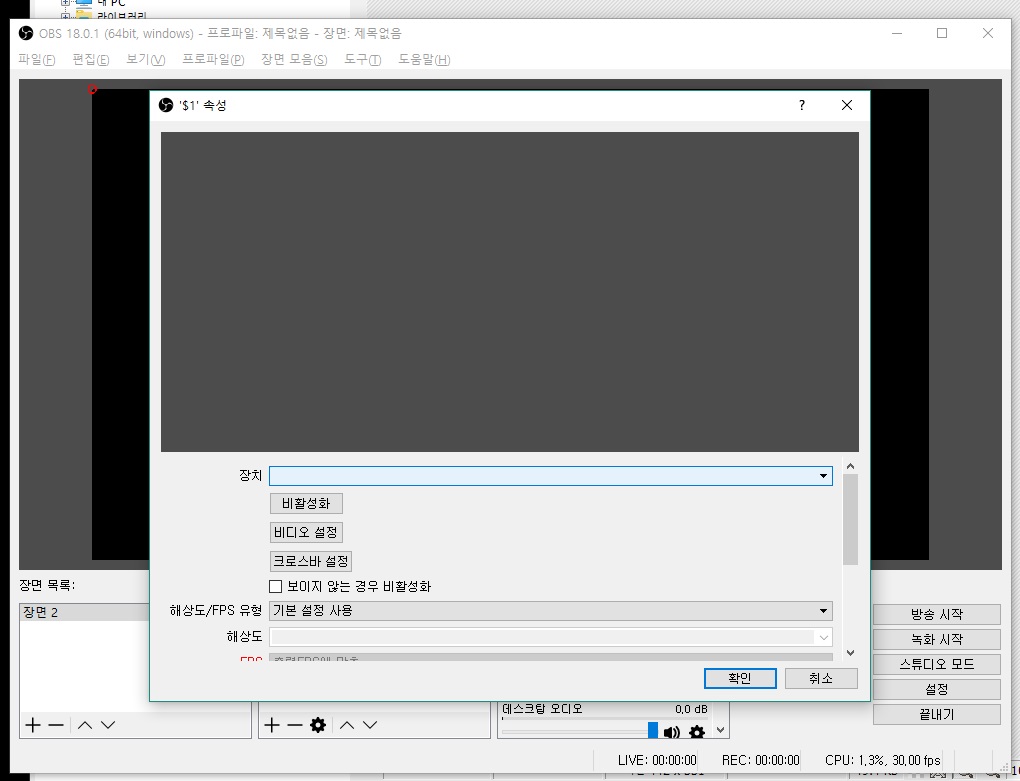 내 PC
라이브러리
OBS 18.0.1 (64bit, windows) - 프로파일: 제목없음 - 장면: 제목없음
파일(F) 편집(E) 보기(V) 프로파일(P) 장면 모음(S) 도구(T) 도움말(H)
'$1' 속성
?
장치
비활성화
비디오 설정
크로스바 설정
보이지 않는 경우 비활성화
해상도/FPS 유형 기본 설정 사용
해상도
FPS
확인 취소
장면 목록:
장면 2
방송 시작
녹화 시작
스튜디오 모드
설정
끝내기
데스크탑 오디오 0.0 dB
LIVE: 00:00:00 REC: 00:00:00 CPU: 1.3%, 30.00 fps